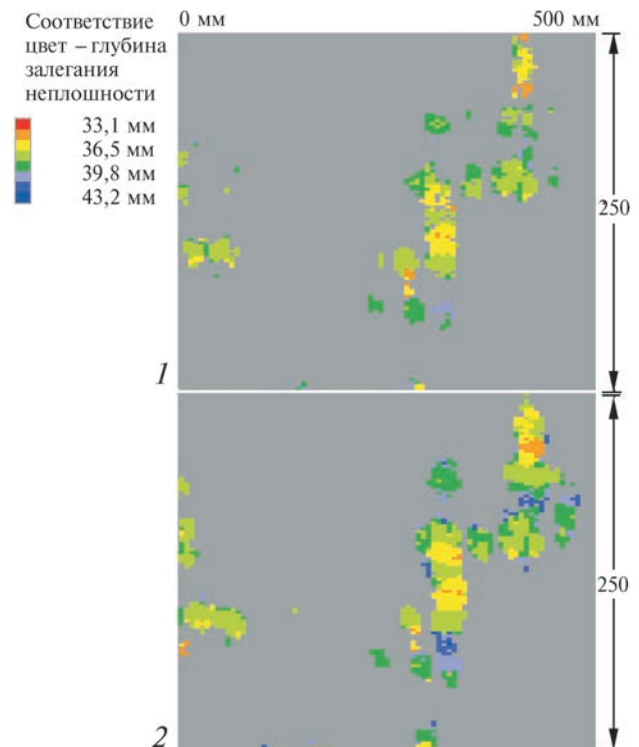 Соответствие
цвет – глубина
залегания
неплошности
33,1 мм
36,5 мм
39,8 мм
43,2 мм
0 мм
500 мм
250
1
250
2